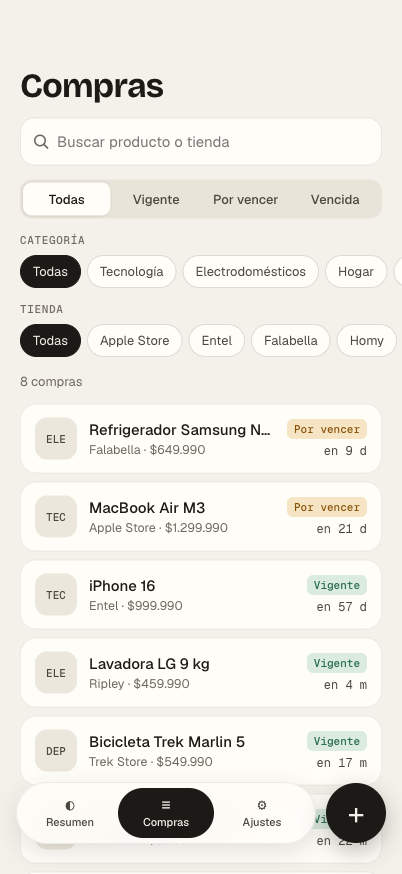 Compras
Buscar producto o tienda
Todas Vigente Por vencer Vencida
CATEGORÍA
Todas Tecnología Electrodomésticos Hogar
TIENDA
Todas Apple Store Entel Falabella Homy
8 compras
ELE Refrigerador Samsung N… Por vencer
Falabella · $649.990 en 9 d
TEC MacBook Air M3 Por vencer
Apple Store · $1.299.990 en 21 d
TEC iPhone 16 Vigente
Entel · $999.990 en 57 d
ELE Lavadora LG 9 kg Vigente
Ripley · $459.990 en 4 m
DEP Bicicleta Trek Marlin 5 Vigente
Trek Store · $549.990 en 17 m
Resumen Compras Ajustes +
en 22 m